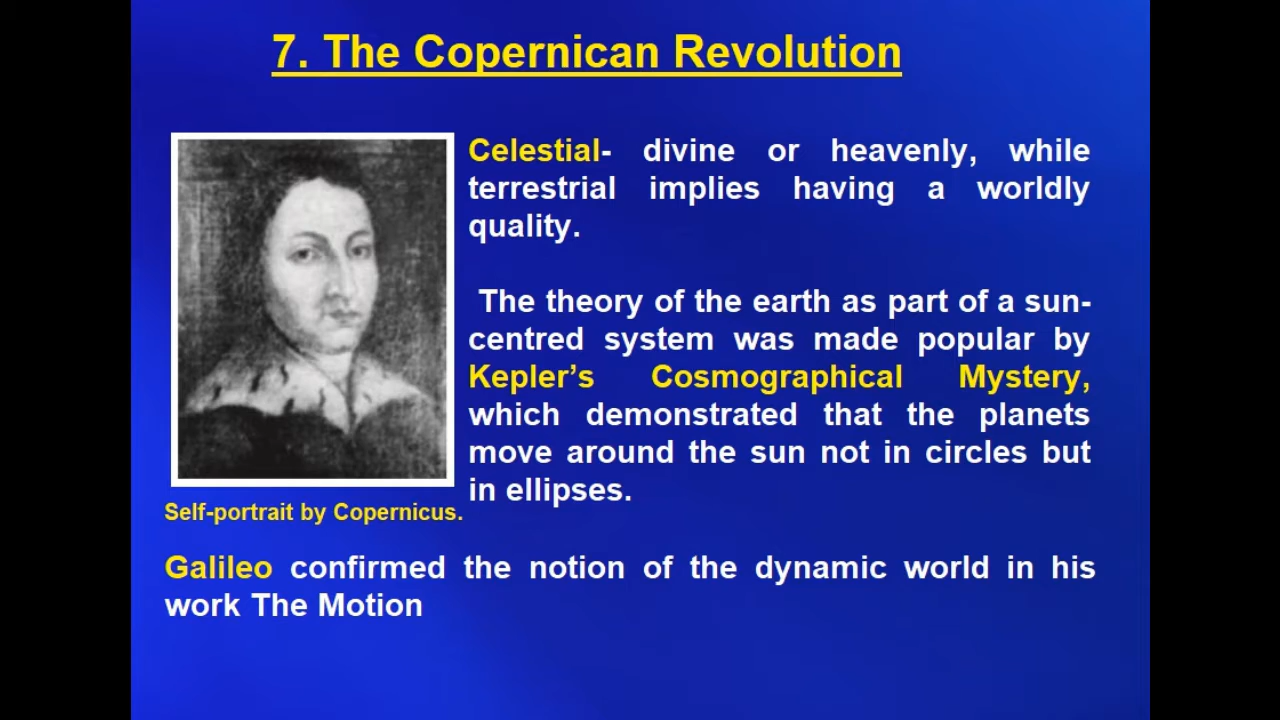 7. The Copernican Revolution
Celestial- divine or heavenly, while
terrestrial implies having a worldly
quality.
The theory of the earth as part of a sun-
centred system was made popular by
Kepler's Cosmographical Mystery,
which demonstrated that the planets
move around the sun not in circles but
in ellipses.
Self-portrait by Copernicus.
Galileo confirmed the notion of the dynamic world in his
work The Motion